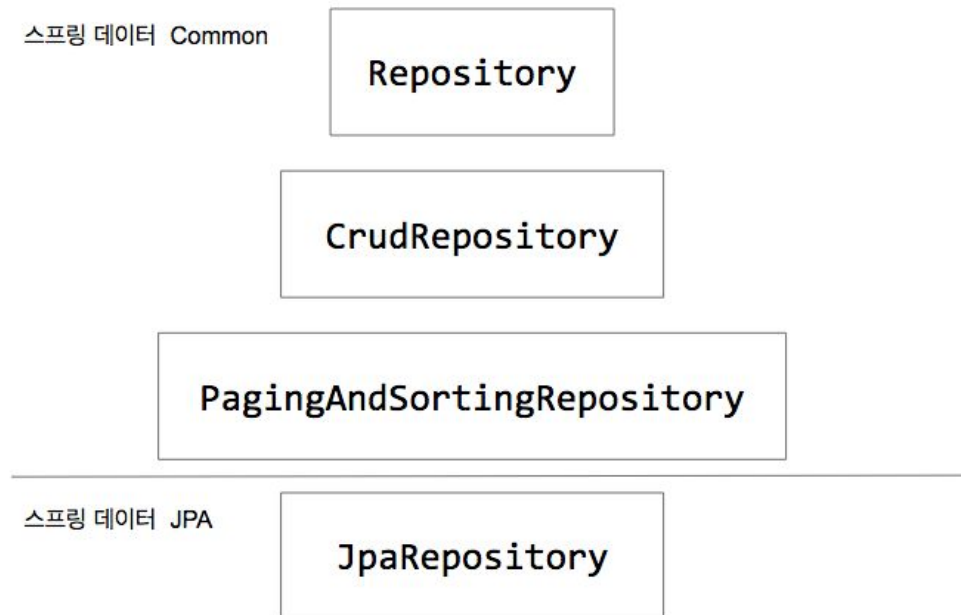 스프링 데이터 Common
Repository
CrudRepository
PagingAndSortingRepository
스프링 데이터 JPA
JpaRepository